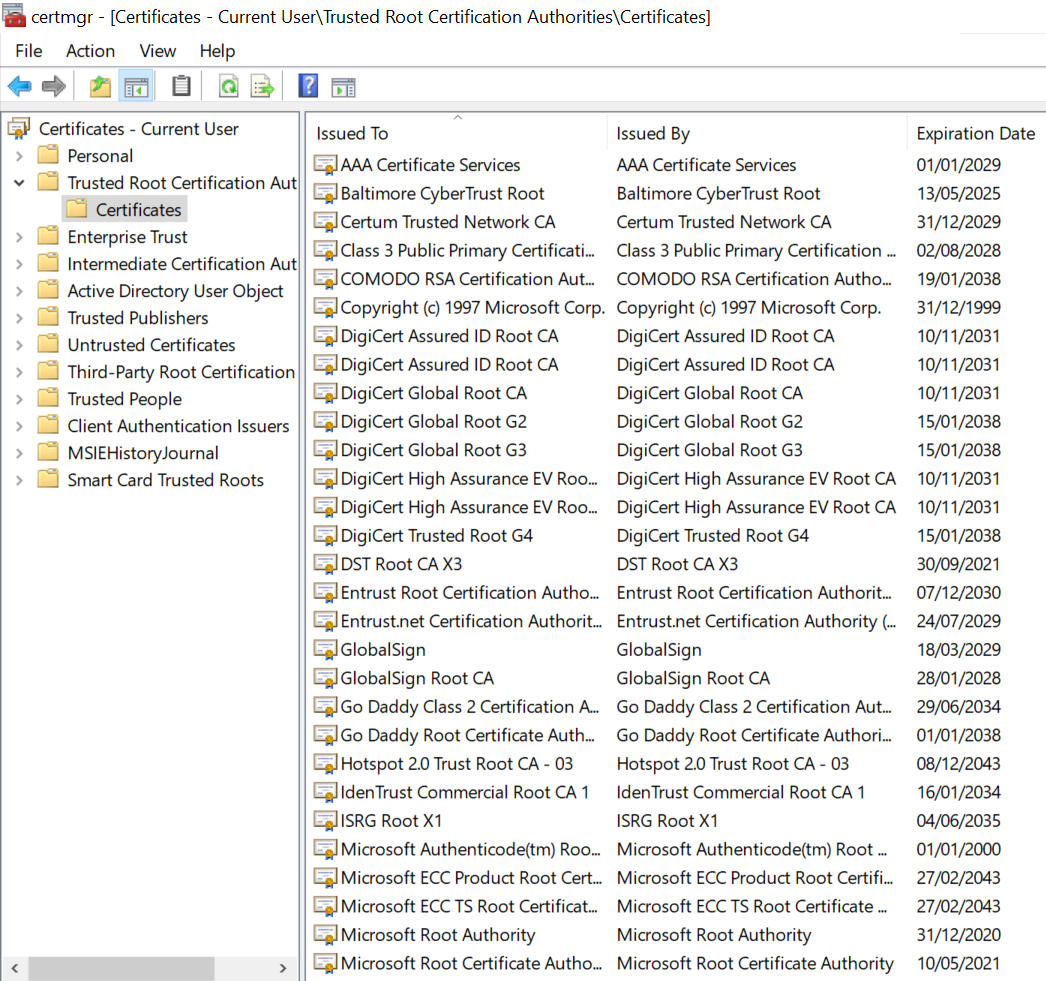 certmgr - [Certificates - Current User\Trusted Root Certification Authorities\Certificates]
File Action View Help
Certificates - Current User
Personal
Trusted Root Certification Aut
Certificates
Enterprise Trust
Intermediate Certification Aut
Active Directory User Object
Trusted Publishers
Untrusted Certificates
Third-Party Root Certification
Trusted People
Client Authentication Issuers
MSIEHistoryJournal
Smart Card Trusted Roots
Issued To Issued By Expiration Date
AAA Certificate Services AAA Certificate Services 01/01/2029
Baltimore CyberTrust Root Baltimore CyberTrust Root 13/05/2025
Certum Trusted Network CA Certum Trusted Network CA 31/12/2029
Class 3 Public Primary Certificati... Class 3 Public Primary Certification ... 02/08/2028
COMODO RSA Certification Aut... COMODO RSA Certification Autho... 19/01/2038
Copyright (c) 1997 Microsoft Corp. Copyright (c) 1997 Microsoft Corp. 31/12/1999
DigiCert Assured ID Root CA DigiCert Assured ID Root CA 10/11/2031
DigiCert Assured ID Root CA DigiCert Assured ID Root CA 10/11/2031
DigiCert Global Root CA DigiCert Global Root CA 10/11/2031
DigiCert Global Root G2 DigiCert Global Root G2 15/01/2038
DigiCert Global Root G3 DigiCert Global Root G3 15/01/2038
DigiCert High Assurance EV Roo... DigiCert High Assurance EV Root CA 10/11/2031
DigiCert High Assurance EV Roo... DigiCert High Assurance EV Root CA 10/11/2031
DigiCert Trusted Root G4 DigiCert Trusted Root G4 15/01/2038
DST Root CA X3 DST Root CA X3 30/09/2021
Entrust Root Certification Autho... Entrust Root Certification Authorit... 07/12/2030
Entrust.net Certification Authorit... Entrust.net Certification Authority (... 24/07/2029
GlobalSign GlobalSign 18/03/2029
GlobalSign Root CA GlobalSign Root CA 28/01/2028
Go Daddy Class 2 Certification A... Go Daddy Class 2 Certification Aut... 29/06/2034
Go Daddy Root Certificate Auth... Go Daddy Root Certificate Authori... 01/01/2038
Hotspot 2.0 Trust Root CA - 03 Hotspot 2.0 Trust Root CA - 03 08/12/2043
IdenTrust Commercial Root CA 1 IdenTrust Commercial Root CA 1 16/01/2034
ISRG Root X1 ISRG Root X1 04/06/2035
Microsoft Authenticode(tm) Roo... Microsoft Authenticode(tm) Root ... 01/01/2000
Microsoft ECC Product Root Cert... Microsoft ECC Product Root Certifi... 27/02/2043
Microsoft ECC TS Root Certificat... Microsoft ECC TS Root Certificate ... 27/02/2043
Microsoft Root Authority Microsoft Root Authority 31/12/2020
Microsoft Root Certificate Autho... Microsoft Root Certificate Authority 10/05/2021